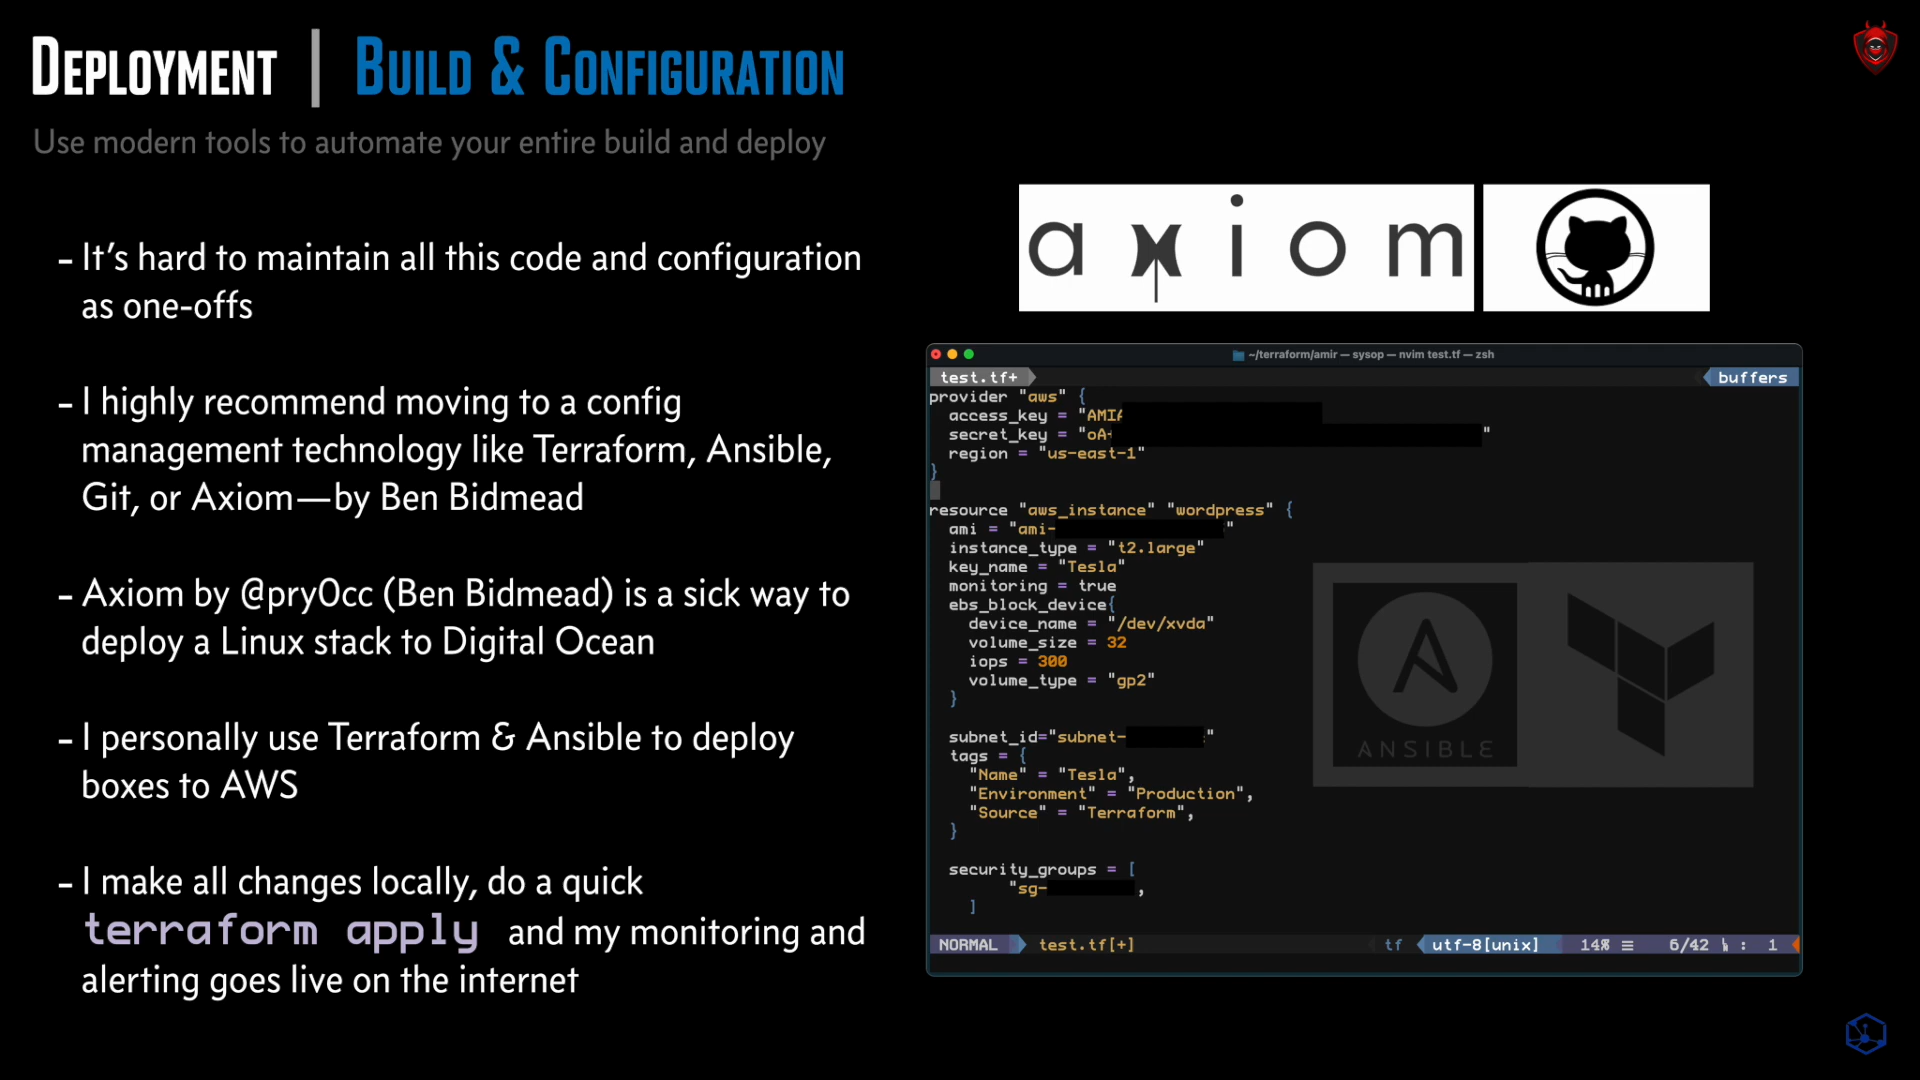 DEPLOYMENT | BUILD & CONFIGURATION
Use modern tools to automate your entire build and deploy
- It’s hard to maintain all this code and configuration
as one-offs
- I highly recommend moving to a config
management technology like Terraform, Ansible,
Git, or Axiom—by Ben Bidmead
- Axiom by @pry0cc (Ben Bidmead) is a sick way to
deploy a Linux stack to Digital Ocean
- I personally use Terraform & Ansible to deploy
boxes to AWS
- I make all changes locally, do a quick
terraform apply and my monitoring and
alerting goes live on the internet
axiom
~/terraform/amir — sysop — nvim test.tf — zsh
test.tf+ buffers
provider "aws" {
access_key = "AMIA
secret_key = "oA+ "
region = "us-east-1"
}
resource "aws_instance" "wordpress" {
ami = "ami- "
instance_type = "t2.large"
key_name = "Tesla"
monitoring = true
ebs_block_device{
device_name = "/dev/xvda"
volume_size = 32
iops = 300
volume_type = "gp2"
}
subnet_id="subnet- "
tags = {
"Name" = "Tesla",
"Environment" = "Production",
"Source" = "Terraform",
}
security_groups = [
"sg- ,
]
NORMAL test.tf[+] tf utf-8[unix] 14% ☰ 6/42 : 1
ANSIBLE